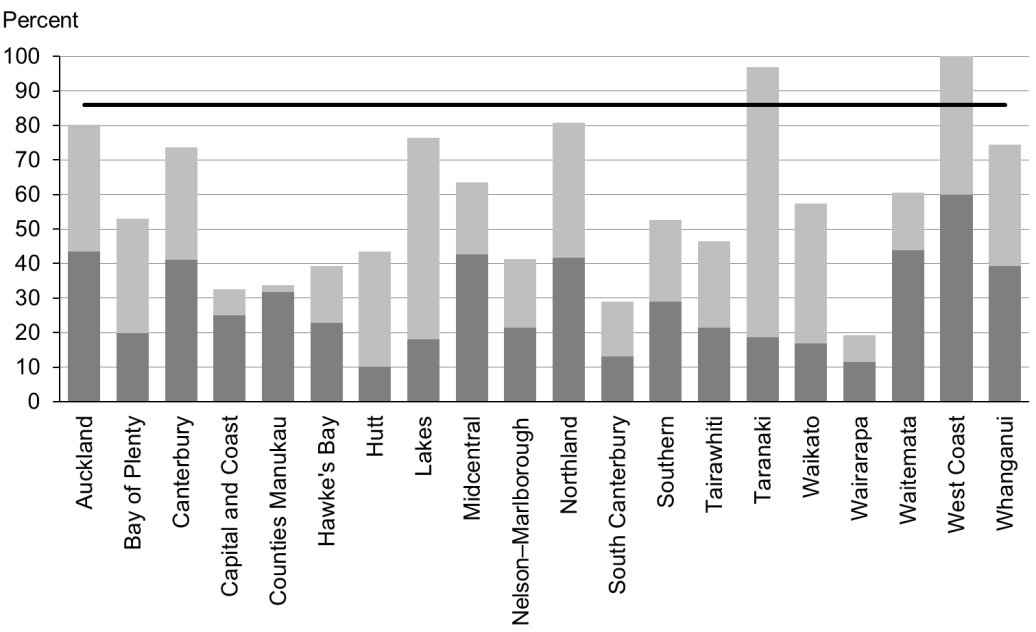 Percent
100
90
80
70
60
50
40
30
20
10
0
Auckland
Bay of Plenty
Canterbury
Capital and Coast
Counties Manukau
Hawke's Bay
Hutt
Lakes
Midcentral
Nelson–Marlborough
Northland
South Canterbury
Southern
Tairawhiti
Taranaki
Waikato
Wairarapa
Waitemata
West Coast
Whanganui